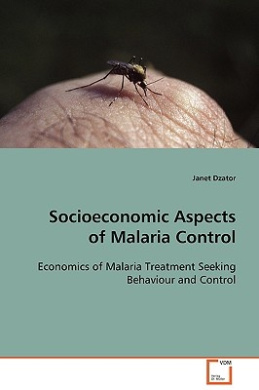 Janet Dzator
Socioeconomic Aspects
of Malaria Control
Economics of Malaria Treatment Seeking
Behaviour and Control
VDM